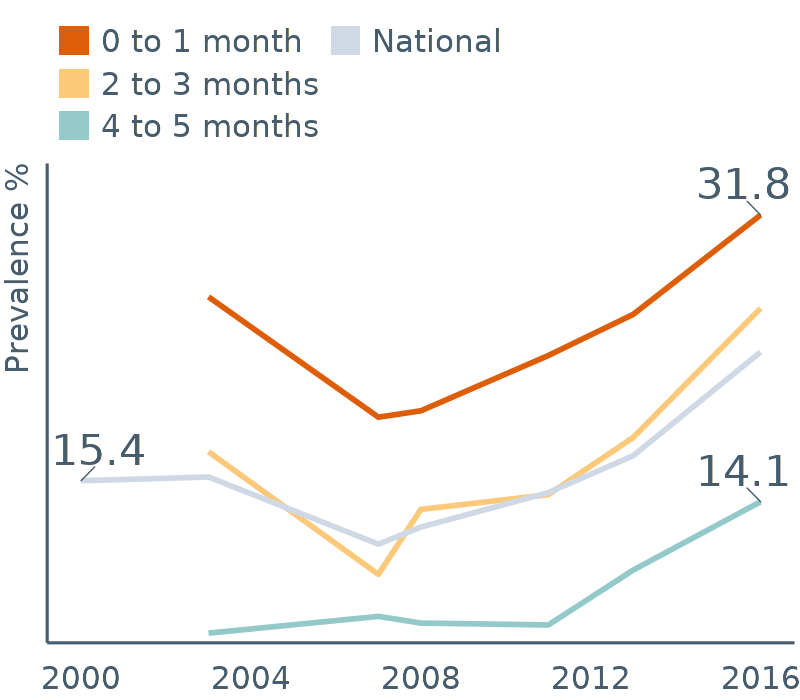 0 to 1 month
National
2 to 3 months
4 to 5 months
Prevalence %
31.8
15.4
14.1
2000 2004 2008 2012 2016